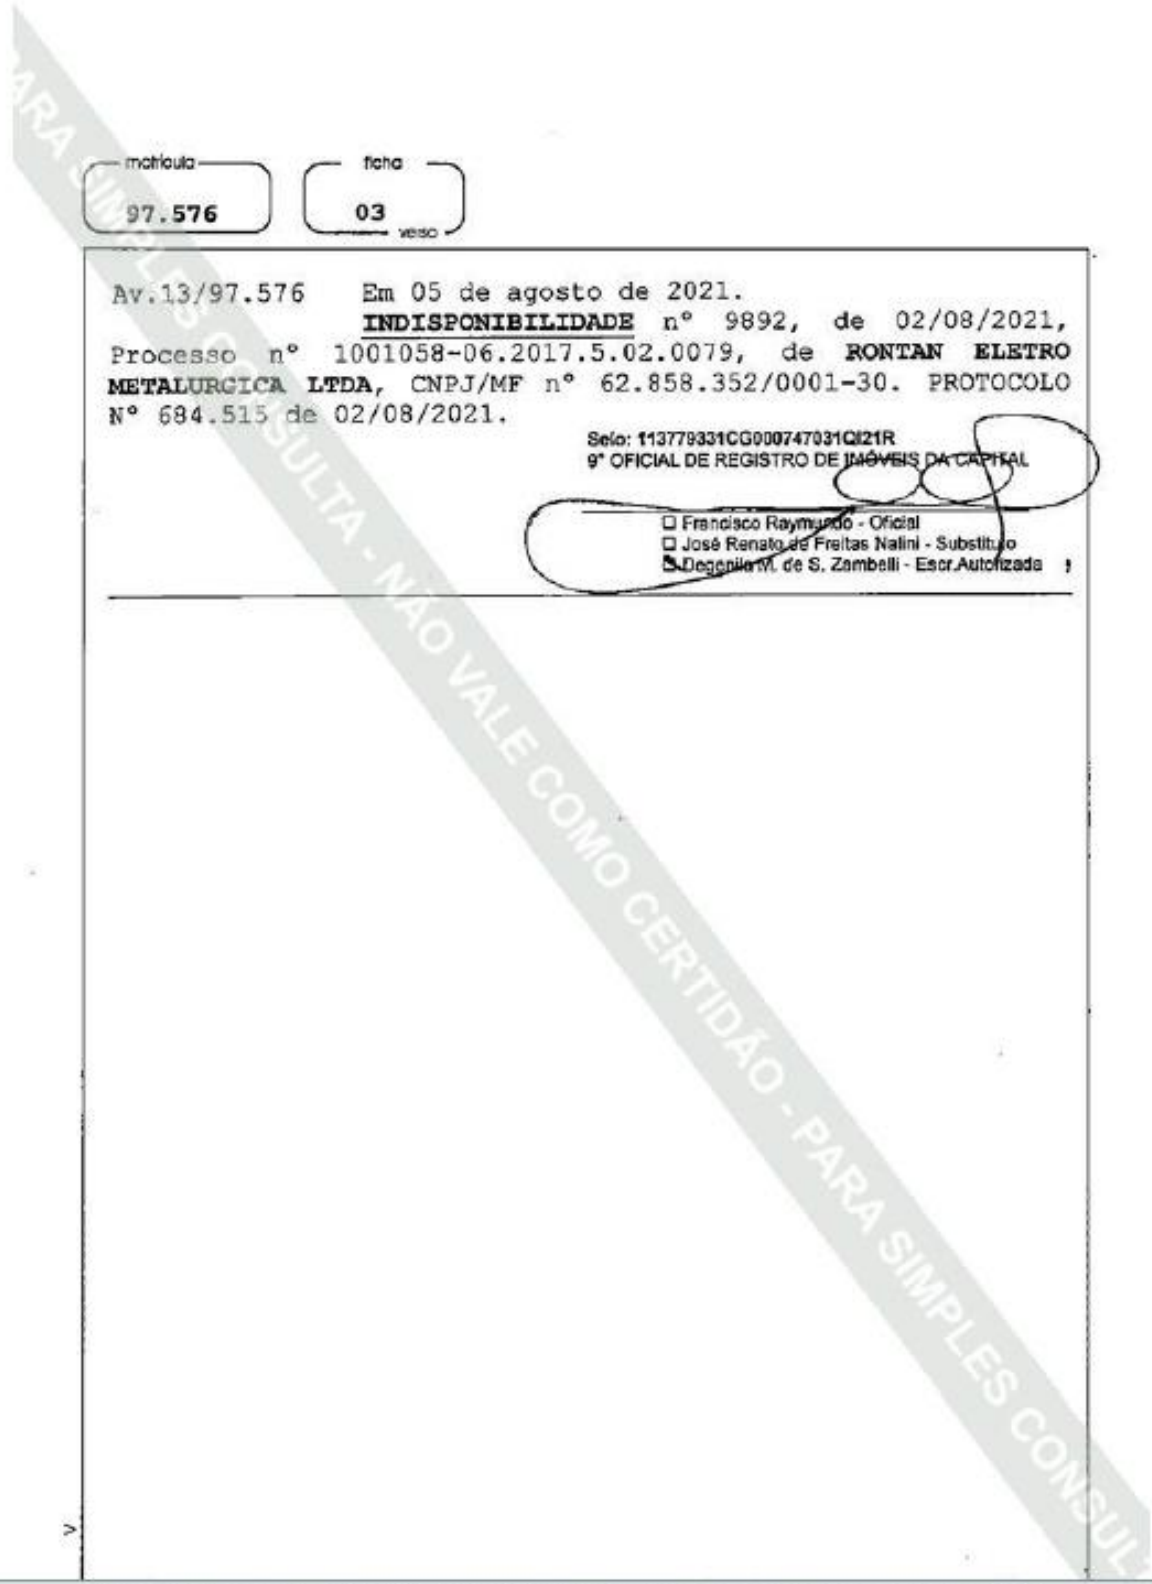 PARA SIMPLES CONSULTA - NÃO VALE COMO CERTIDÃO - PARA SIMPLES CONSULT
matrícula
97.576
ficha
03
verso
Av.13/97.576 Em 05 de agosto de 2021.
INDISPONIBILIDADE nº 9892, de 02/08/2021,
Processo nº 1001058-06.2017.5.02.0079, de RONTAN ELETRO
METALURGICA LTDA, CNPJ/MF nº 62.858.352/0001-30. PROTOCOLO
Nº 684.515 de 02/08/2021.
Selo: 113779331CG000747031QI21R
9° OFICIAL DE REGISTRO DE IMÓVEIS DA CAPITAL
☐ Francisco Raymundo - Oficial
☐ José Renato de Freitas Nalini - Substituto
Degenila M. de S. Zambelli - Escr.Autorizada